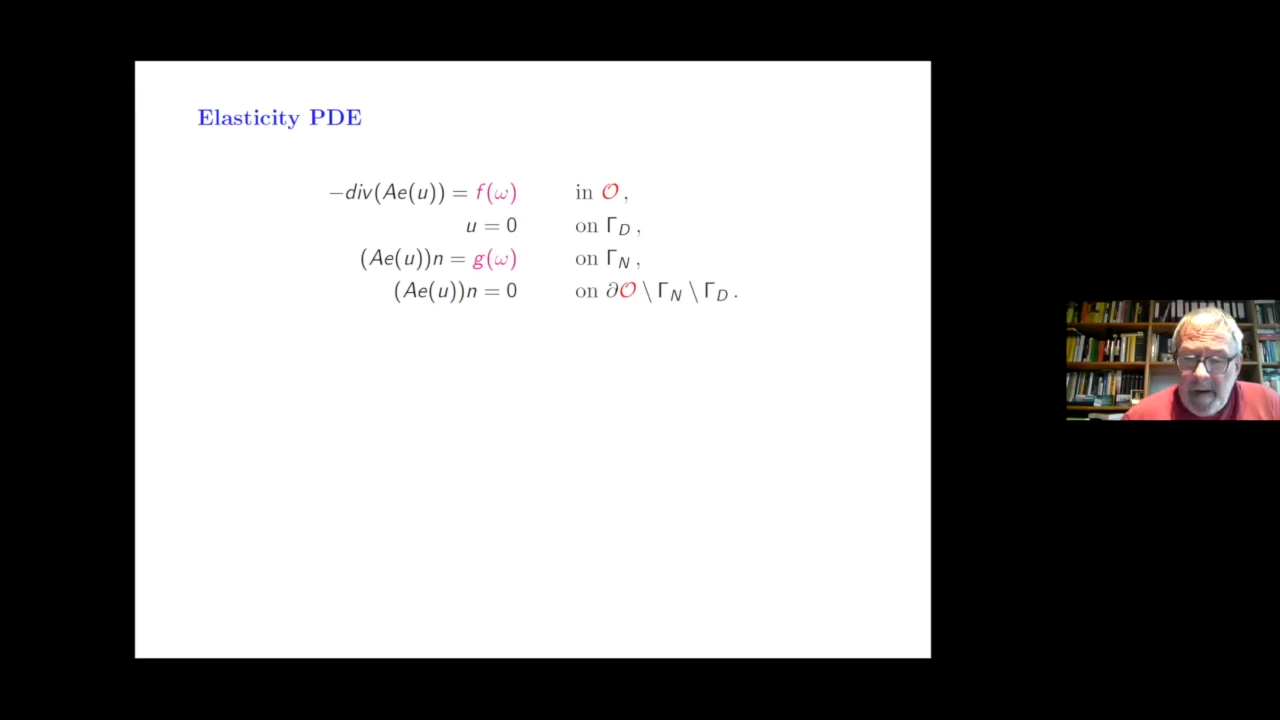 Elasticity PDE
−div(Ae(u)) = f(ω) in 𝒪 ,
u = 0 on Γ_D ,
(Ae(u))n = g(ω) on Γ_N ,
(Ae(u))n = 0 on ∂𝒪 \ Γ_N \ Γ_D .